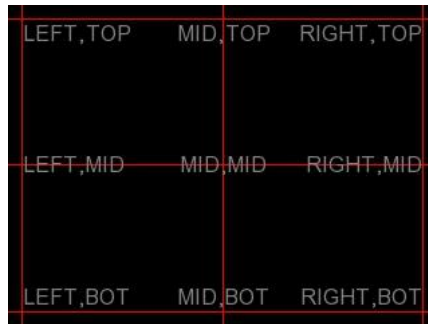 LEFT,TOP MID,TOP RIGHT,TOP
LEFT,MID MID,MID RIGHT,MID
LEFT,BOT MID,BOT RIGHT,BOT